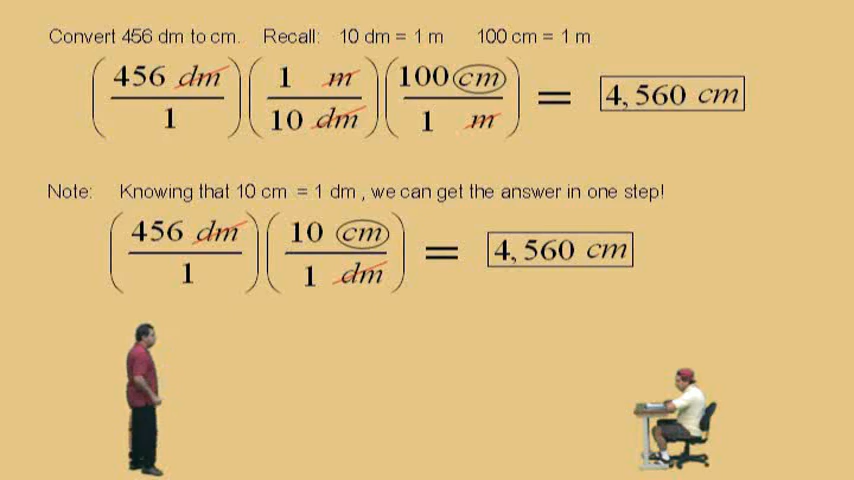 Convert 456 dm to cm. Recall: 10 dm = 1 m 100 cm = 1 m
(456 dm / 1)(1 m / 10 dm)(100 cm / 1 m) = 4,560 cm
Note: Knowing that 10 cm = 1 dm , we can get the answer in one step!
(456 dm / 1)(10 cm / 1 dm) = 4,560 cm